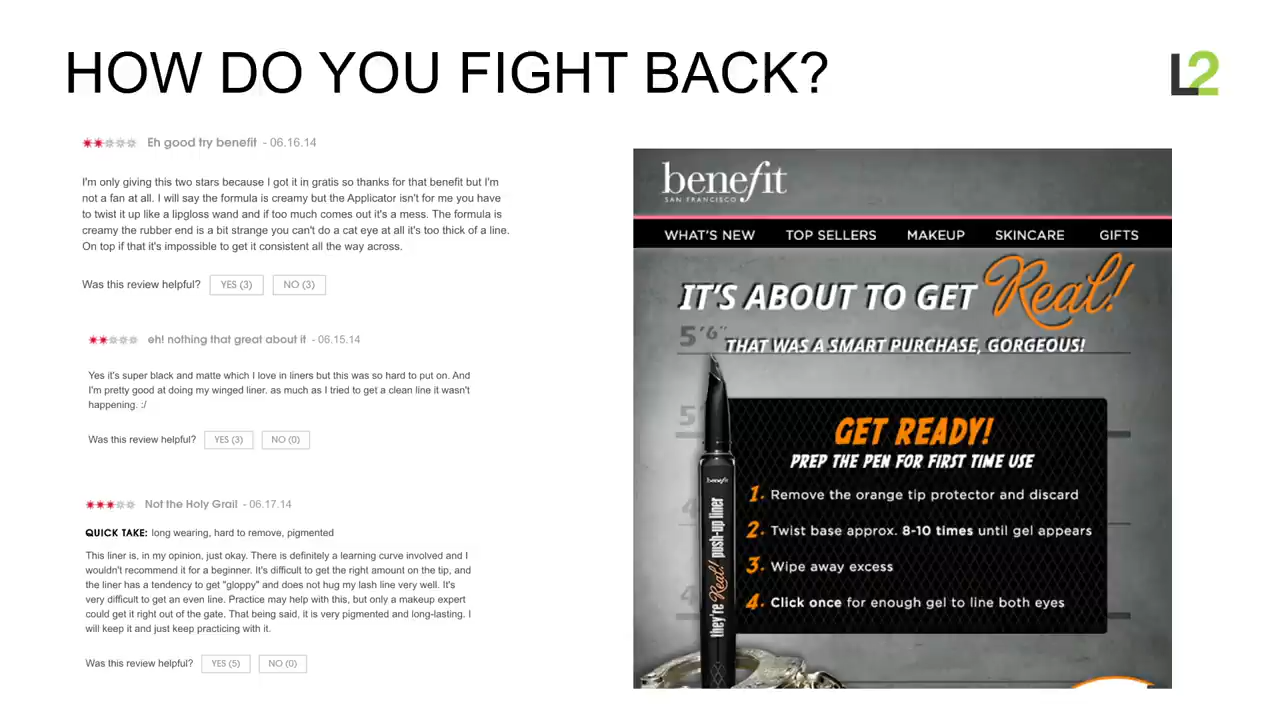 HOW DO YOU FIGHT BACK?
L2
Eh good try benefit - 06.16.14
I'm only giving this two stars because I got it in gratis so thanks for that benefit but I'm
not a fan at all. I will say the formula is creamy but the Applicator isn't for me you have
to twist it up like a lipgloss wand and if too much comes out it's a mess. The formula is
creamy the rubber end is a bit strange you can't do a cat eye at all it's too thick of a line.
On top if that it's impossible to get it consistent all the way across.
Was this review helpful? YES (3) NO (3)
eh! nothing that great about it - 06.15.14
Yes it's super black and matte which I love in liners but this was so hard to put on. And
I'm pretty good at doing my winged liner. as much as I tried to get a clean line it wasn't
happening. :/
Was this review helpful? YES (3) NO (0)
Not the Holy Grail - 06.17.14
QUICK TAKE: long wearing, hard to remove, pigmented
This liner is, in my opinion, just okay. There is definitely a learning curve involved and I
wouldn't recommend it for a beginner. It's difficult to get the right amount on the tip, and
the liner has a tendency to get "gloppy" and does not hug my lash line very well. It's
very difficult to get an even line. Practice may help with this, but only a makeup expert
could get it right out of the gate. That being said, it is very pigmented and long-lasting. I
will keep it and just keep practicing with it.
Was this review helpful? YES (5) NO (0)
benefit
SAN FRANCISCO
WHAT'S NEW TOP SELLERS MAKEUP SKINCARE GIFTS
IT'S ABOUT TO GET Real!
5'6"
THAT WAS A SMART PURCHASE, GORGEOUS!
5'
GET READY!
PREP THE PEN FOR FIRST TIME USE
1. Remove the orange tip protector and discard
2. Twist base approx. 8-10 times until gel appears
3. Wipe away excess
4. Click once for enough gel to line both eyes
benefit
they're Real! push-up liner